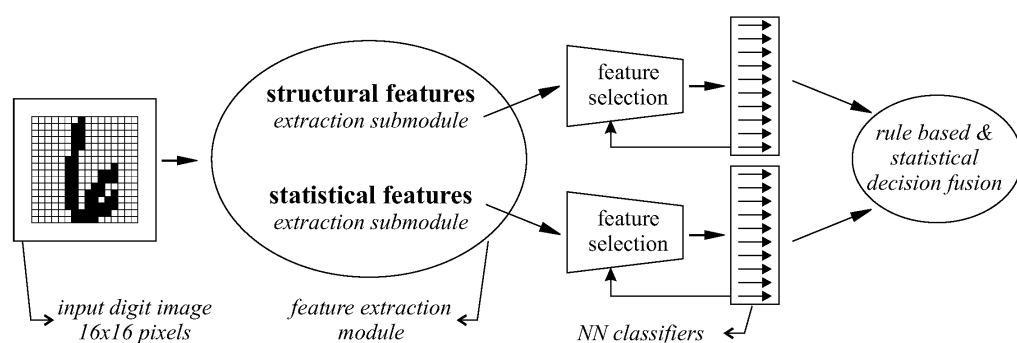 structural features
extraction submodule
statistical features
extraction submodule
feature
selection
feature
selection
rule based &
statistical
decision fusion
input digit image
16x16 pixels
feature extraction
module
NN classifiers